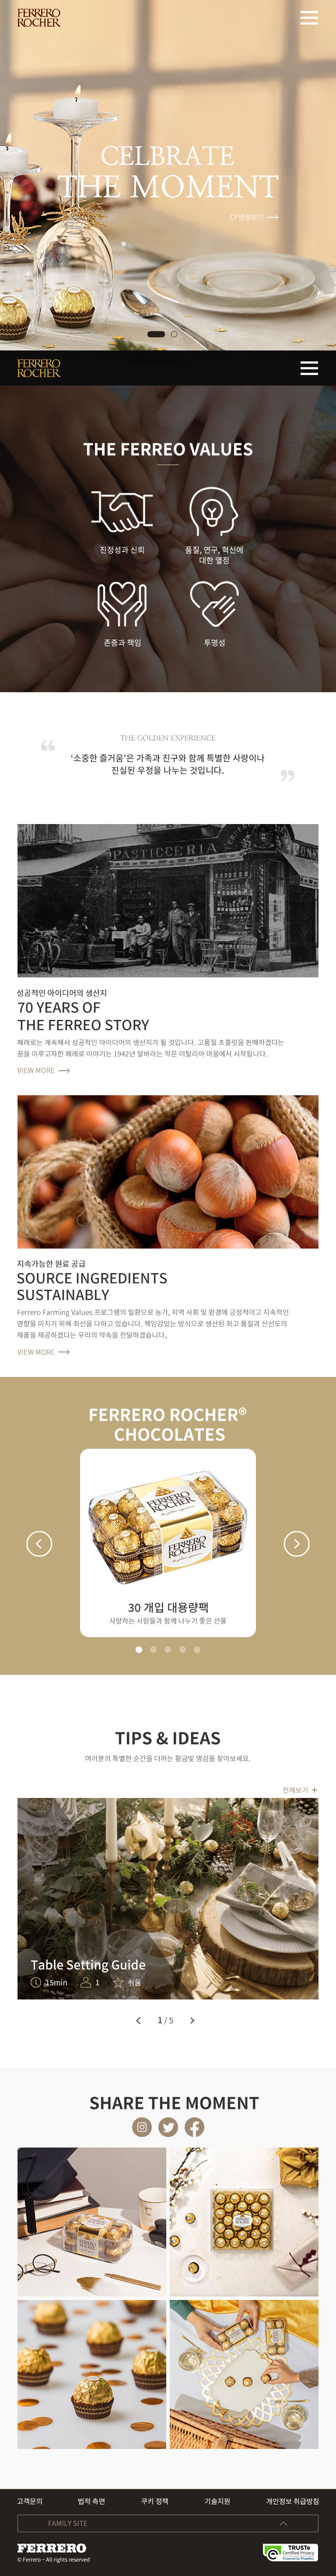 FERRERO
ROCHER
CELBRATE
THE MOMENT
CF영상보기
FERRERO
ROCHER
THE FERREO VALUES
진정성과 신뢰
품질, 연구, 혁신에
대한 열정
존중과 책임
투명성
THE GOLDEN EXPERIENCE
‘소중한 즐거움’은 가족과 친구와 함께 특별한 사랑이나
진실된 우정을 나누는 것입니다.
PASTICCERIA
성공적인 아이디어의 생산지
70 YEARS OF
THE FERREO STORY
페레로는 계속해서 성공적인 아이디어의 생산지가 될 것입니다. 고품질 초콜릿을 판매하겠다는
꿈을 이루고자한 페레로 이야기는 1942년 알바라는 작은 이탈리아 마을에서 시작됩니다.
VIEW MORE
지속가능한 원료 공급
SOURCE INGREDIENTS
SUSTAINABLY
Ferrero Farming Values 프로그램의 일환으로 농가, 지역 사회 및 환경에 긍정적이고 지속적인
영향을 미치기 위해 최선을 다하고 있습니다. 책임감있는 방식으로 생산된 최고 품질과 신선도의
제품을 제공하겠다는 우리의 약속을 전달하겠습니다.
VIEW MORE
FERRERO ROCHER®
CHOCOLATES
FERRERO
ROCHER
FERRERO
ROCHER
30 개입 대용량팩
사랑하는 사람들과 함께 나누기 좋은 선물
TIPS & IDEAS
여러분의 특별한 순간을 더하는 황금빛 영감을 찾아보세요.
전체보기 +
Table Setting Guide
15min 1 쉬움
1 / 5
SHARE THE MOMENT
FERRERO
ROCHER
고객문의 법적 측면 쿠키 정책 기술지원 개인정보 취급방침
FAMILY SITE
FERRERO
© Ferrero – All rights reserved
TRUSTe
Certified Privacy
Powered by TrustArc